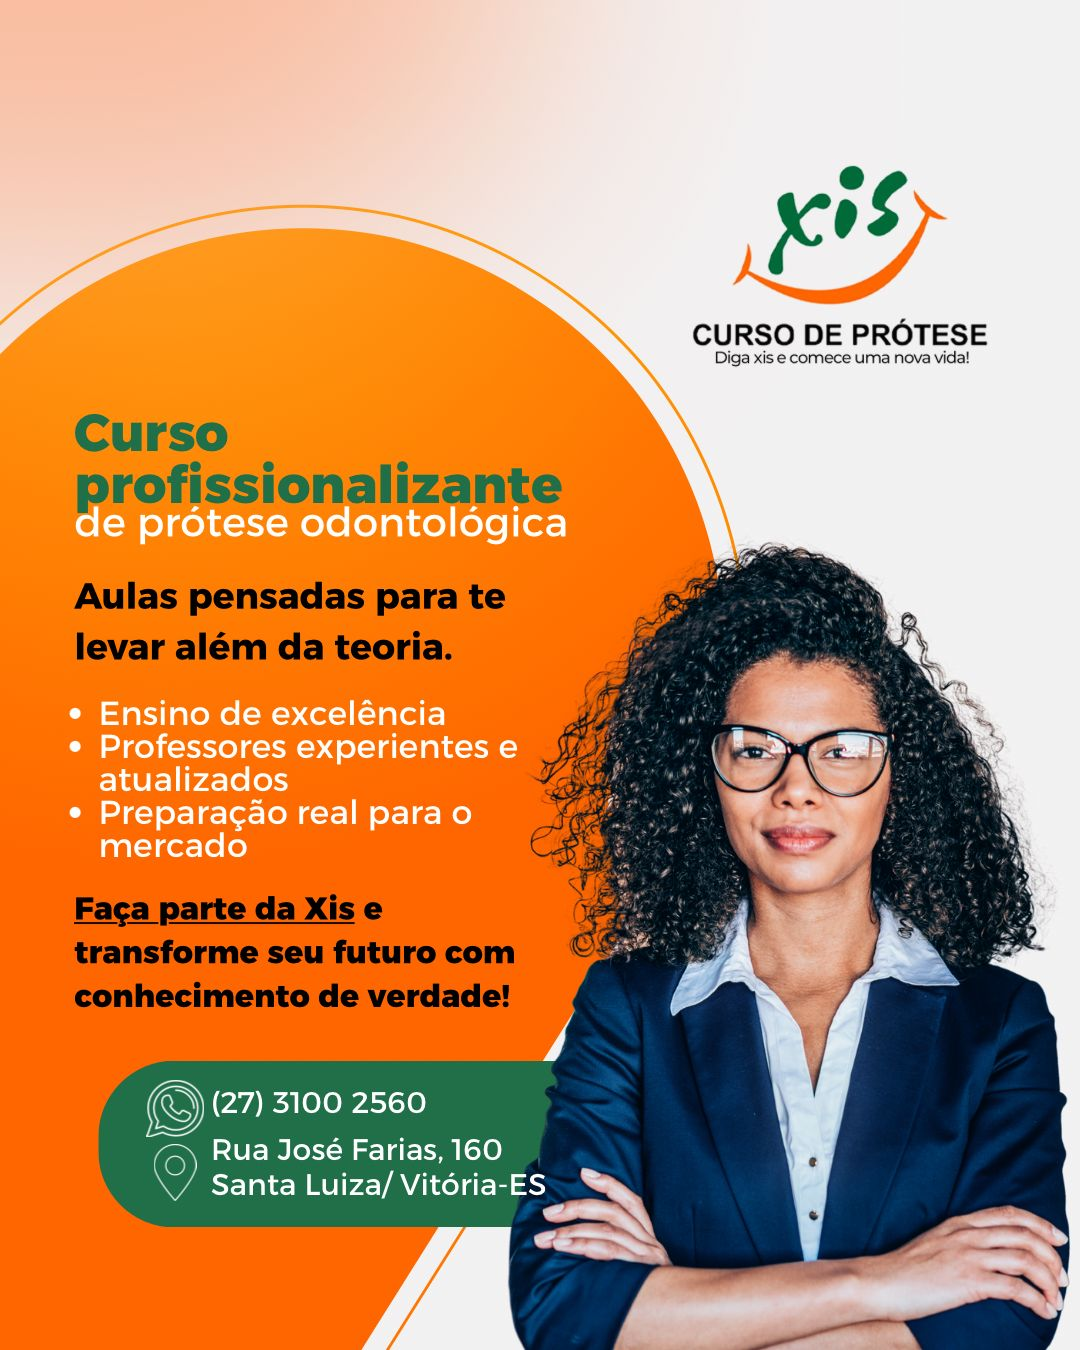 xis
CURSO DE PRÓTESE
Diga xis e comece uma nova vida!
Curso
profissionalizante
de prótese odontológica
Aulas pensadas para te
levar além da teoria.
• Ensino de excelência
• Professores experientes e
atualizados
• Preparação real para o
mercado
Faça parte da Xis e
transforme seu futuro com
conhecimento de verdade!
(27) 3100 2560
Rua José Farias, 160
Santa Luiza/ Vitória-ES